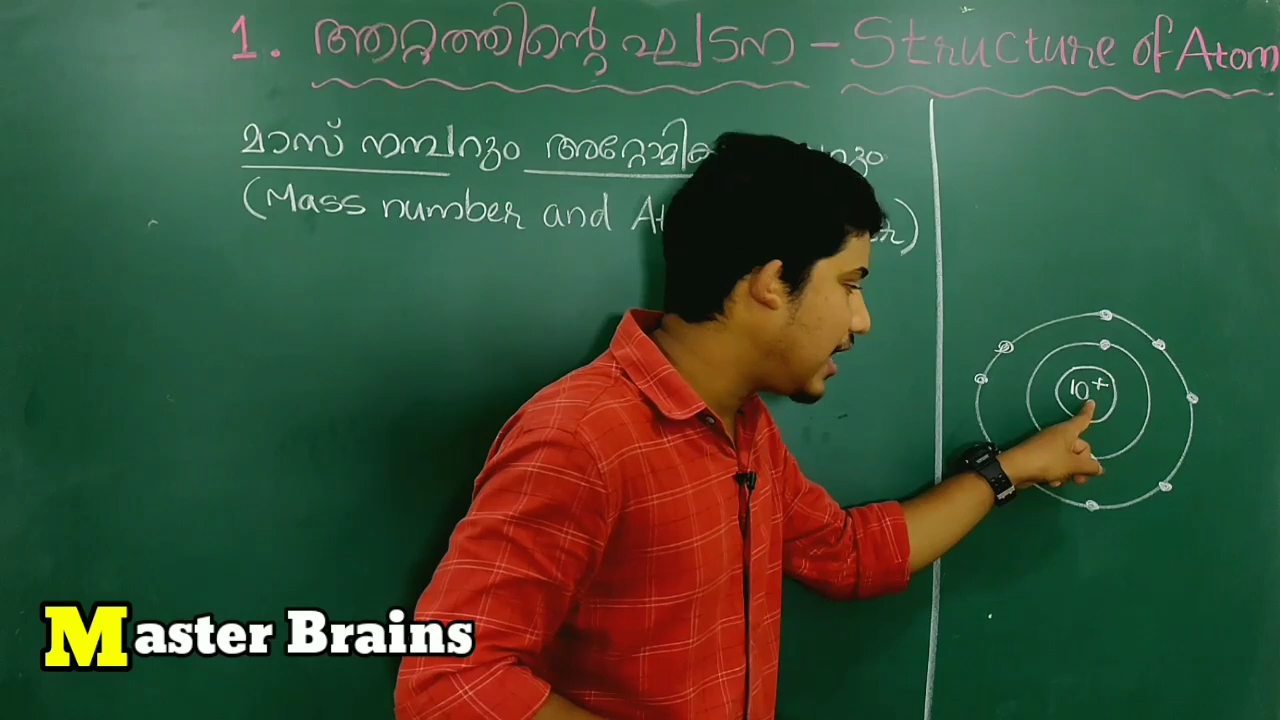 1. ആറ്റത്തിന്റെ ഘടന - Structure of Atom
മാസ് നമ്പറും
(Mass number and
10+
Master Brains